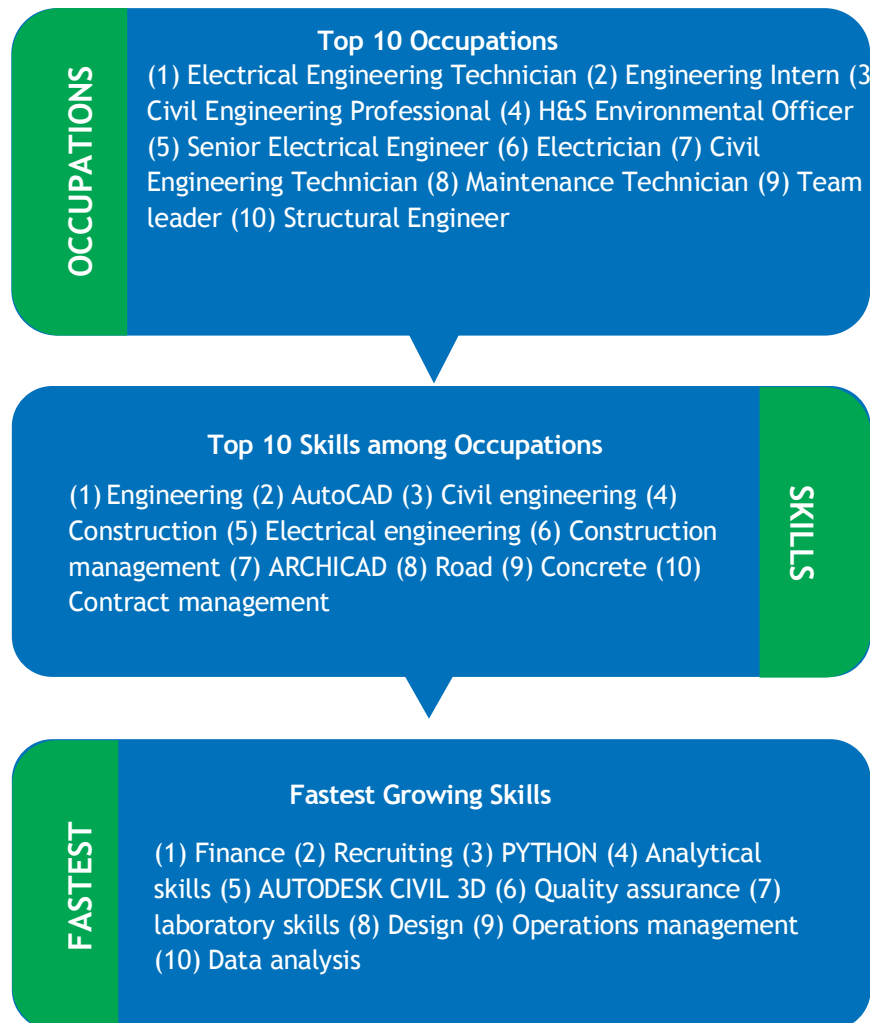 OCCUPATIONS
Top 10 Occupations
(1) Electrical Engineering Technician (2) Engineering Intern (3
Civil Engineering Professional (4) H&S Environmental Officer
(5) Senior Electrical Engineer (6) Electrician (7) Civil
Engineering Technician (8) Maintenance Technician (9) Team
leader (10) Structural Engineer
Top 10 Skills among Occupations
(1) Engineering (2) AutoCAD (3) Civil engineering (4)
Construction (5) Electrical engineering (6) Construction
management (7) ARCHICAD (8) Road (9) Concrete (10)
Contract management
SKILLS
FASTEST
Fastest Growing Skills
(1) Finance (2) Recruiting (3) PYTHON (4) Analytical
skills (5) AUTODESK CIVIL 3D (6) Quality assurance (7)
laboratory skills (8) Design (9) Operations management
(10) Data analysis